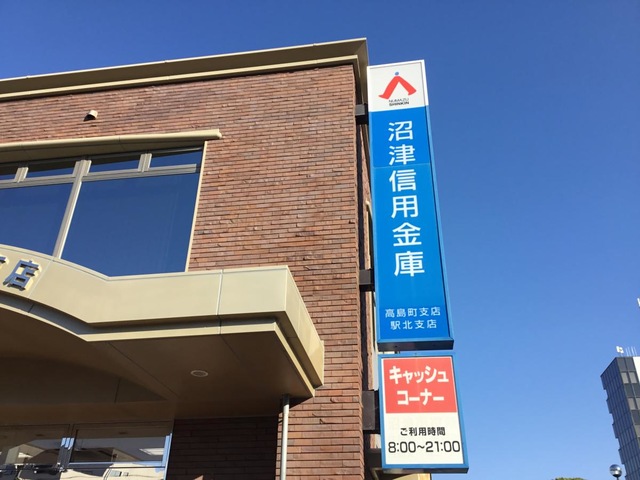 NUMAZU
SHINKIN
沼津信用金庫
高島町支店
駅北支店
キャッシュ
コーナー
ご利用時間
8:00～21:00
店